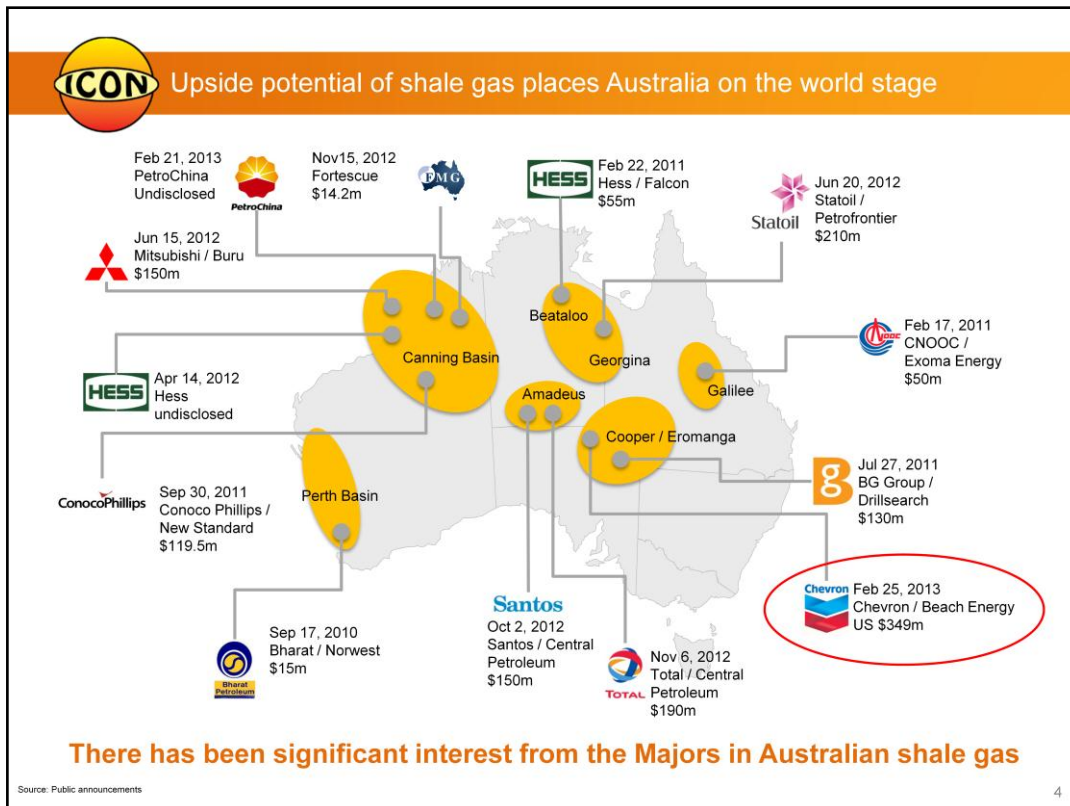 ICON
Upside potential of shale gas places Australia on the world stage
Feb 21, 2013
PetroChina
Undisclosed
PetroChina
Nov15, 2012
Fortescue
$14.2m
FMG
HESS
Feb 22, 2011
Hess / Falcon
$55m
Statoil
Jun 20, 2012
Statoil /
Petrofrontier
$210m
Jun 15, 2012
Mitsubishi / Buru
$150m
Beataloo
Canning Basin
Georgina
Galilee
CNOOC
Feb 17, 2011
CNOOC /
Exoma Energy
$50m
HESS
Apr 14, 2012
Hess
undisclosed
Amadeus
Cooper / Eromanga
ConocoPhillips
Sep 30, 2011
Conoco Phillips /
New Standard
$119.5m
Perth Basin
g
Jul 27, 2011
BG Group /
Drillsearch
$130m
Chevron
Feb 25, 2013
Chevron / Beach Energy
US $349m
Bharat
Petroleum
Sep 17, 2010
Bharat / Norwest
$15m
Santos
Oct 2, 2012
Santos / Central
Petroleum
$150m
TOTAL
Nov 6, 2012
Total / Central
Petroleum
$190m
There has been significant interest from the Majors in Australian shale gas
Source: Public announcements
4